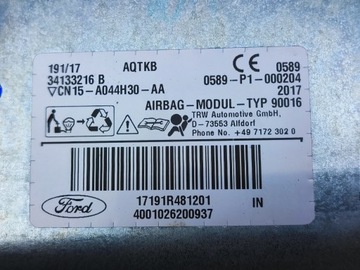 191/17 AQTKB 0589
34133216 B 0589-P1-000204
▽CN15-A044H30-AA 2017
AIRBAG-MODUL-TYP 90016
TRW Automotive GmbH,
D-73553 Alfdorf
Phone No. +49 7172 302 0
Ford
17191R481201 IN
4001026200937